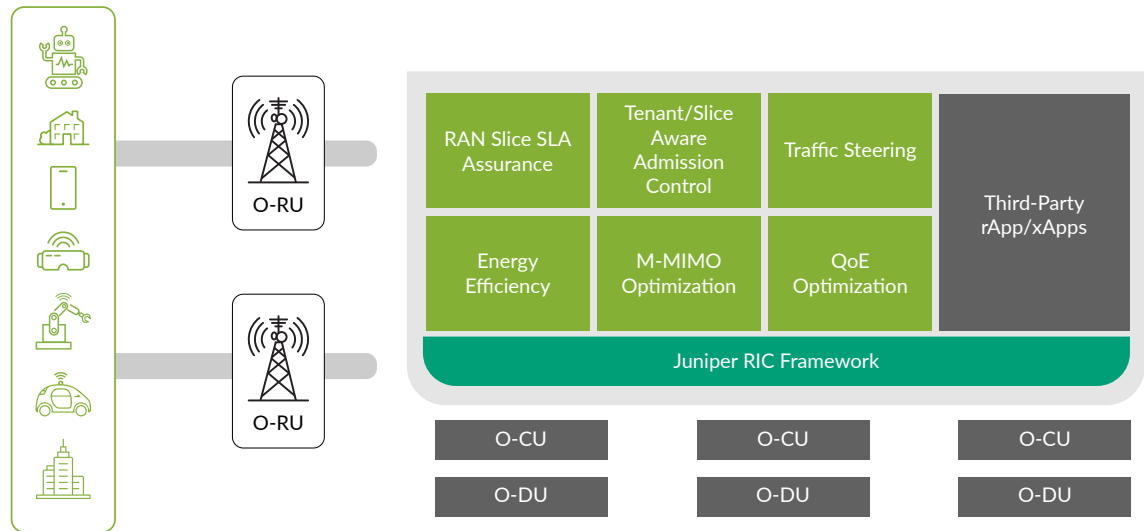 O-RU
O-RU
RAN Slice SLA
Assurance
Tenant/Slice
Aware
Admission
Control
Traffic Steering
Third-Party
rApp/xApps
Energy
Efficiency
M-MIMO
Optimization
QoE
Optimization
Juniper RIC Framework
O-CU
O-CU
O-CU
O-DU
O-DU
O-DU